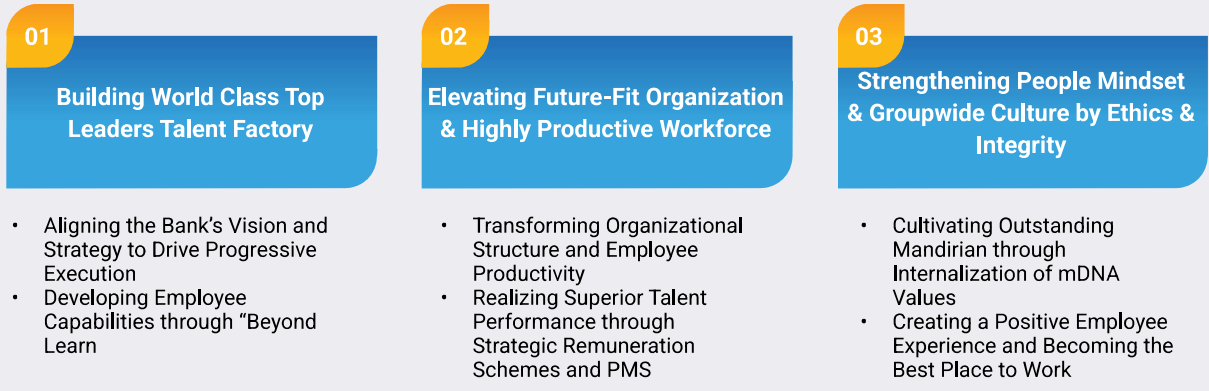 01
Building World Class Top
Leaders Talent Factory
• Aligning the Bank's Vision and
Strategy to Drive Progressive
Execution
• Developing Employee
Capabilities through “Beyond
Learn
02
Elevating Future-Fit Organization
& Highly Productive Workforce
• Transforming Organizational
Structure and Employee
Productivity
• Realizing Superior Talent
Performance through
Strategic Remuneration
Schemes and PMS
03
Strengthening People Mindset
& Groupwide Culture by Ethics &
Integrity
• Cultivating Outstanding
Mandirian through
Internalization of mDNA
Values
• Creating a Positive Employee
Experience and Becoming the
Best Place to Work